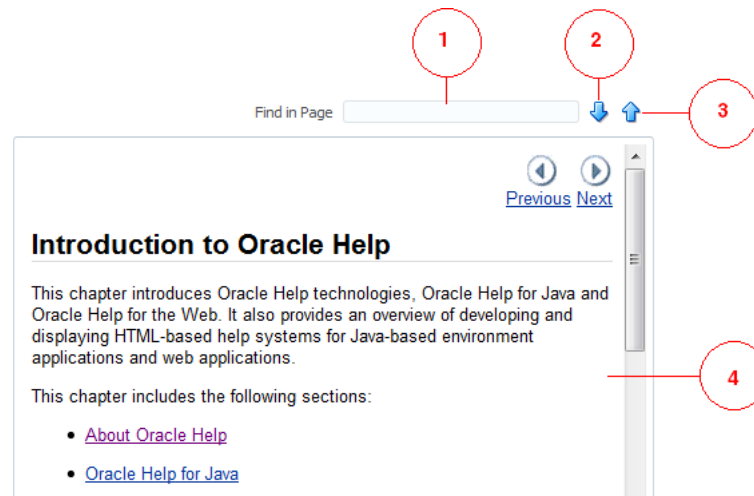 1
2
3
Find in Page
Previous Next
Introduction to Oracle Help
This chapter introduces Oracle Help technologies, Oracle Help for Java and
Oracle Help for the Web. It also provides an overview of developing and
displaying HTML-based help systems for Java-based environment
applications and web applications.
4
This chapter includes the following sections:
• About Oracle Help
• Oracle Help for Java